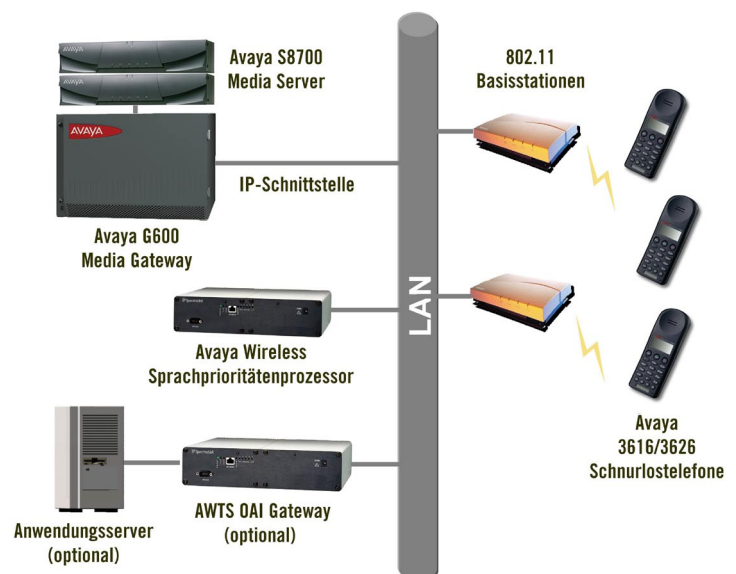 Avaya S8700
Media Server
AVAYA
IP-Schnittstelle
Avaya G600
Media Gateway
Avaya Wireless
Sprachprioritätenprozessor
Anwendungsserver
(optional)
AWTS OAI Gateway
(optional)
LAN
802.11
Basisstationen
Avaya
3616/3626
Schnurlostelefone